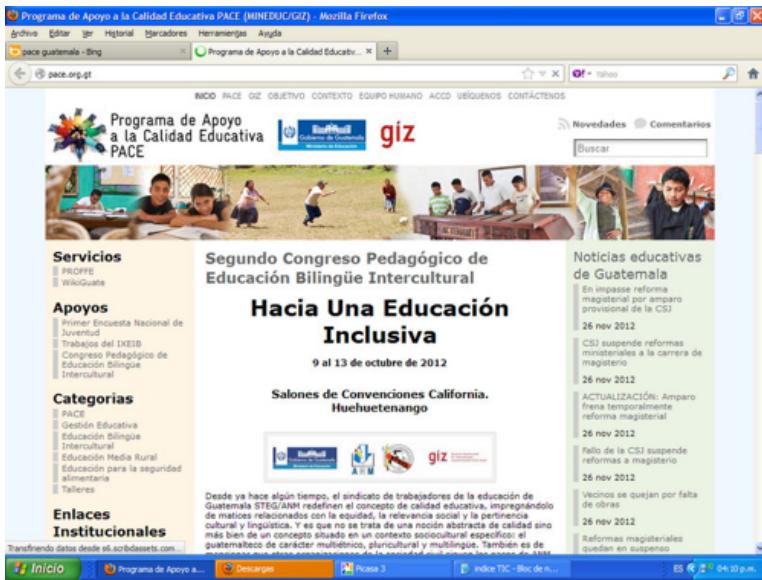 Programa de Apoyo a la Calidad Educativa PACE (MINEDUC/GIZ) - Mozilla Firefox
Archivo Editar Ver Historial Marcadores Herramientas Ayuda
pace guatemala - Bing
Programa de Apoyo a la Calidad Educativ...
pace.org.gt
Yahoo
INICIO PACE GIZ OBJETIVO CONTEXTO EQUIPO HUMANO ACCD UBÍQUENOS CONTÁCTENOS
Programa de Apoyo
a la Calidad Educativa
PACE
Gobierno de Guatemala
Ministerio de Educación
giz
Novedades Comentarios
Buscar
Servicios
PROFFE
WikiGuate
Apoyos
Primer Encuesta Nacional de
Juventud
Trabajos del IXEIB
Congreso Pedagógico de
Educación Bilingüe
Intercultural
Categorias
PACE
Gestión Educativa
Educación Bilingüe
Intercultural
Educación Media Rural
Educación para la seguridad
alimentaria
Talleres
Enlaces
Institucionales
Segundo Congreso Pedagógico de
Educación Bilingüe Intercultural
Hacia Una Educación
Inclusiva
9 al 13 de octubre de 2012
Salones de Convenciones California.
Huehuetenango
ANM
giz
Desde ya hace algún tiempo, el sindicato de trabajadores de la educación de
Guatemala STEG/ANM redefinen el concepto de calidad educativa, impregnándolo
de matices relacionados con la equidad, la relevancia social y la pertinencia
cultural y lingüística. Y es que no se trata de una noción abstracta de calidad sino
más bien de un concepto situado en un contexto sociocultural específico: el
guatemalteco de carácter multiétnico, pluricultural y multilingüe. También es de
Noticias educativas
de Guatemala
En impasse reforma
magisterial por amparo
provisional de la CSJ
26 nov 2012
CSJ suspende reformas
ministeriales a la carrera de
magisterio
26 nov 2012
ACTUALIZACIÓN: Amparo
frena temporalmente
reforma magisterial
26 nov 2012
Fallo de la CSJ suspende
reformas a magisterio
26 nov 2012
Vecinos se quejan por falta
de obras
26 nov 2012
Reformas magisteriales
quedan en suspenso
Transfiriendo datos desde s6.scribdassets.com...
Inicio
Programa de Apoyo a...
Descargas
Picasa 3
indice TIC - Bloc de n...
ES
04:10 p.m.